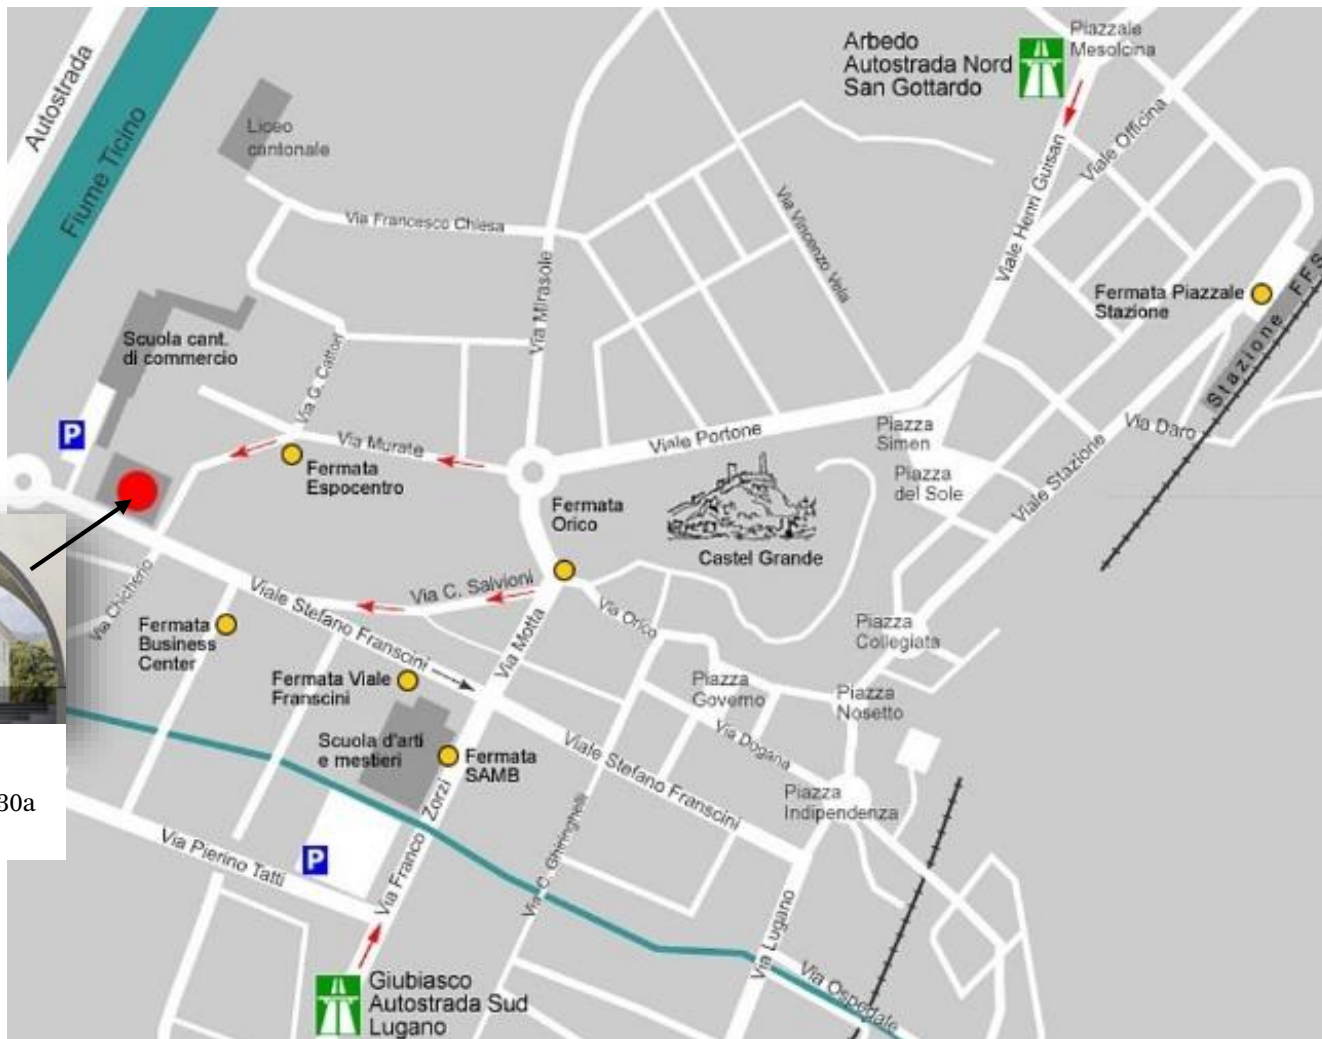 Arbedo
Autostrada Nord
San Gottardo
Piazzale
Mesolcina
Autostrada
Fiume Ticino
Liceo
cantonale
Via Francesco Chiesa
Via Mirasole
Via Vincenzo Vela
Viale Henri Guisan
Viale Officina
Fermata Piazzale
Stazione
Stazione FFS
Scuola cant.
di commercio
Via G. Cattori
P
Via Murate
Fermata
Espocentro
Viale Portone
Piazza
Simen
Piazza
del Sole
Via Daro
Viale Stazione
Fermata
Orico
Castel Grande
Via Chicherio
Viale Stefano Franscini
Via C. Salvioni
Via Orico
Via Motta
Piazza
Collegiata
Fermata
Business
Center
Fermata Viale
Franscini
Piazza
Governo
Piazza
Nosetto
Via Dogana
Scuola d'arti
e mestieri
Fermata
SAMB
Viale Stefano Franscini
Piazza
Indipendenza
30a
Via Pierino Tatti
P
Via Franco Zorzi
Via C. Ghiringhelli
Via Lugano
Via Ospedale
Giubiasco
Autostrada Sud
Lugano